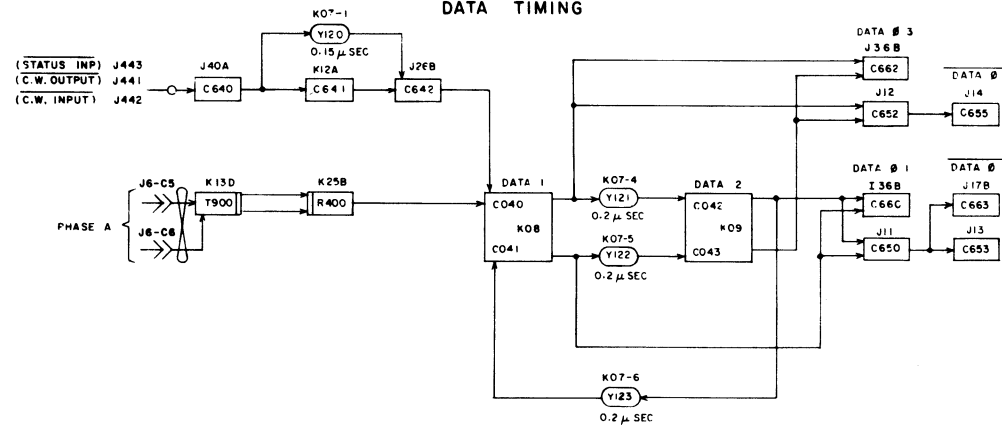 DATA TIMING
K07-1
Y120
0.15 μ SEC
(STATUS INP) J443
(C.W. OUTPUT) J441
(C.W. INPUT) J442
J40A
C640
K12A
C641
J26B
C642
DATA Ø 3
J36B
C662
DATA Ø
J12
C652
J14
C655
PHASE A
J6-C5
J6-C6
K13D
T900
K25B
R400
DATA 1
C040
K08
C041
K07-4
Y121
0.2 μ SEC
K07-5
Y122
0.2 μ SEC
DATA 2
C042
K09
C043
DATA Ø 1
I36B
C66C
DATA Ø
J17B
C663
J11
C650
J13
C653
K07-6
Y123
0.2 μ SEC